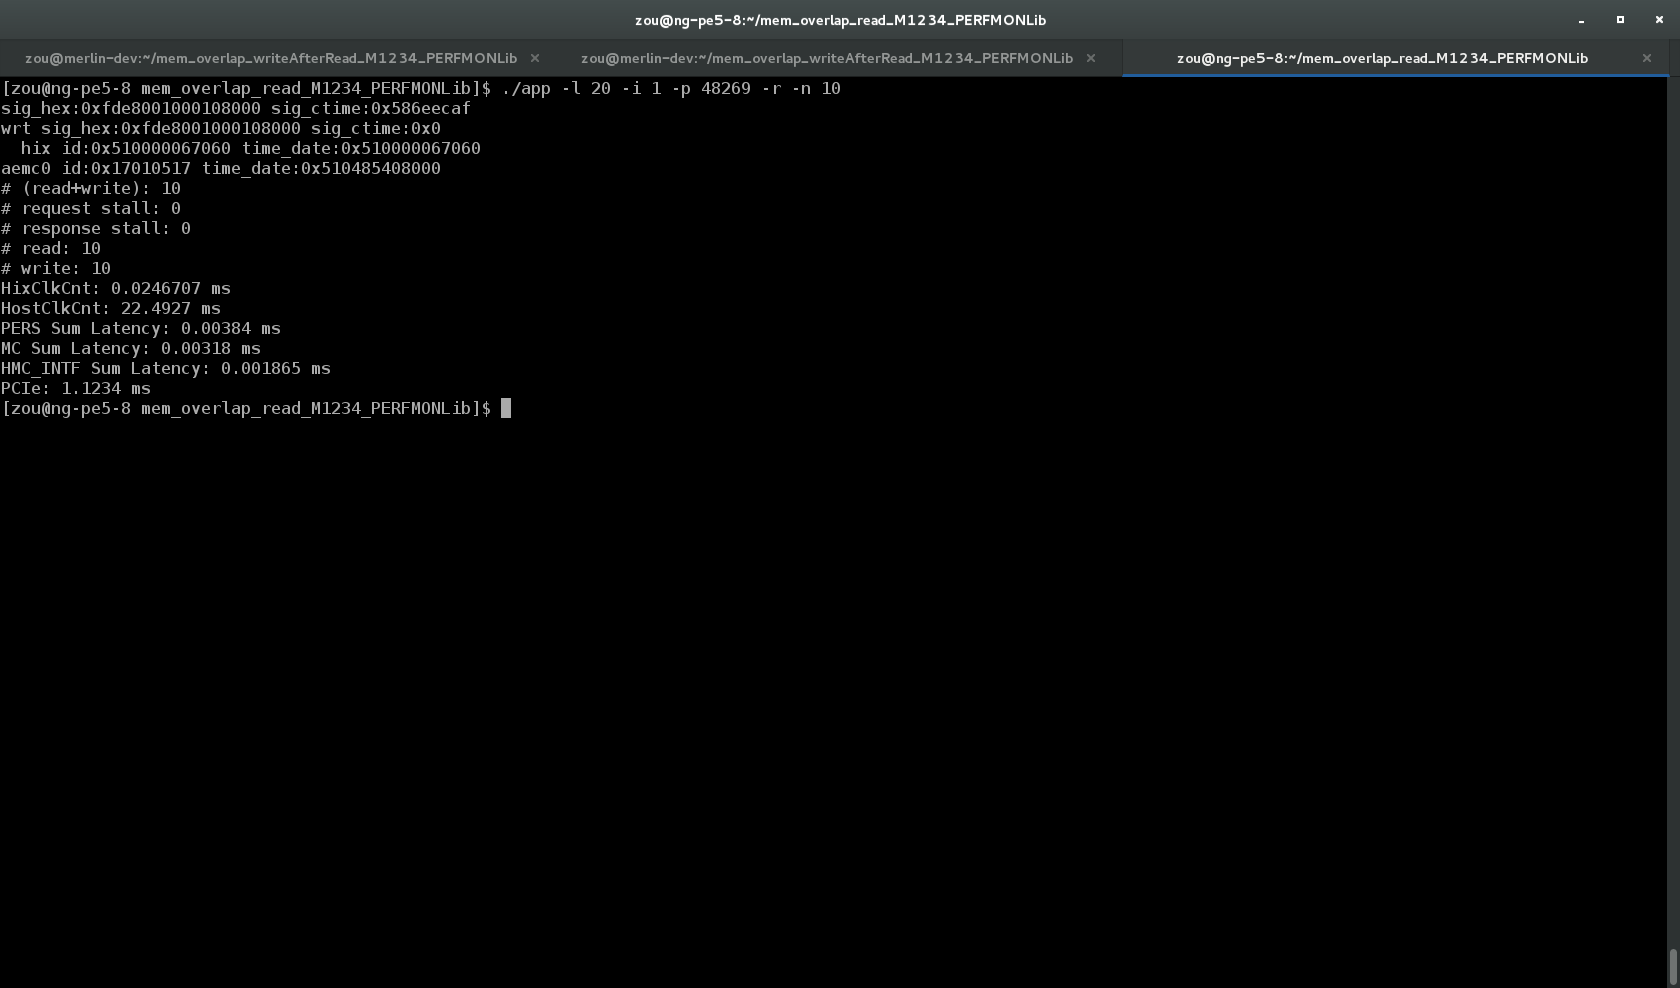 zou@ng-pe5-8:~/mem_overlap_read_M1234_PERFMONLib
zou@merlin-dev:~/mem_overlap_writeAfterRead_M1234_PERFMONLib × zou@merlin-dev:~/mem_overlap_writeAfterRead_M1234_PERFMONLib × zou@ng-pe5-8:~/mem_overlap_read_M1234_PERFMONLib ×
[zou@ng-pe5-8 mem_overlap_read_M1234_PERFMONLib]$ ./app -l 20 -i 1 -p 48269 -r -n 10
sig_hex:0xfde8001000108000 sig_ctime:0x586eecaf
wrt sig_hex:0xfde8001000108000 sig_ctime:0x0
  hix id:0x510000067060 time_date:0x510000067060
aemc0 id:0x17010517 time_date:0x510485408000
# (read+write): 10
# request stall: 0
# response stall: 0
# read: 10
# write: 10
HixClkCnt: 0.0246707 ms
HostClkCnt: 22.4927 ms
PERS Sum Latency: 0.00384 ms
MC Sum Latency: 0.00318 ms
HMC_INTF Sum Latency: 0.001865 ms
PCIe: 1.1234 ms
[zou@ng-pe5-8 mem_overlap_read_M1234_PERFMONLib]$